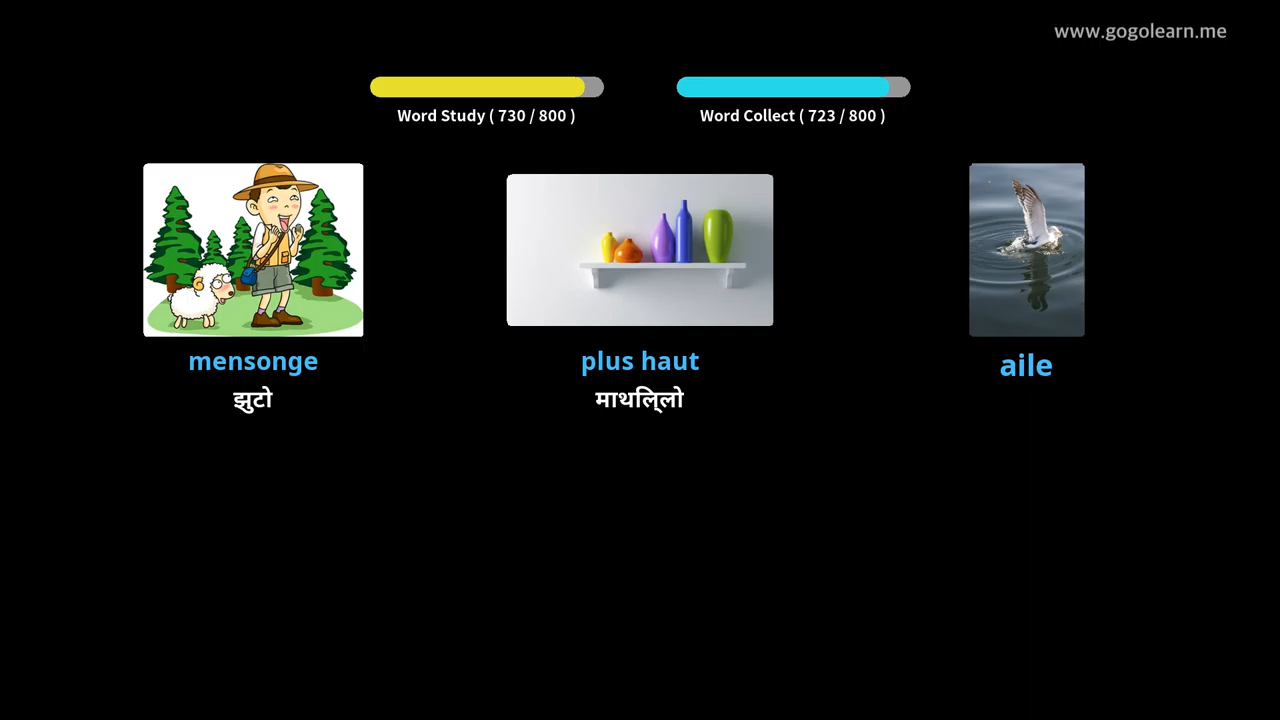 www.gogolearn.me
Word Study ( 730 / 800 )
Word Collect ( 723 / 800 )
mensonge
plus haut
aile
झुटो
माथलि्लो